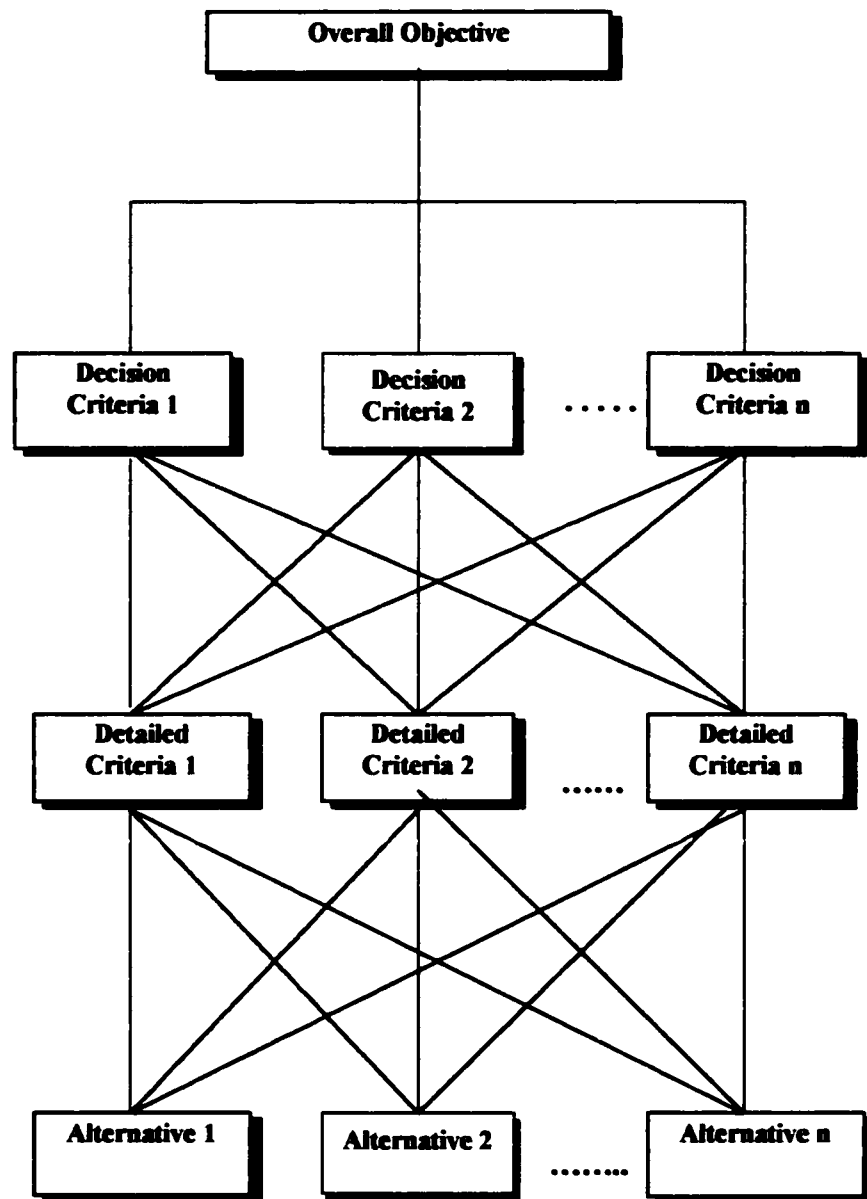 Overall Objective
Decision
Criteria 1
Decision
Criteria 2
.....
Decision
Criteria n
Detailed
Criteria 1
Detailed
Criteria 2
......
Detailed
Criteria n
Alternative 1
Alternative 2
........
Alternative n